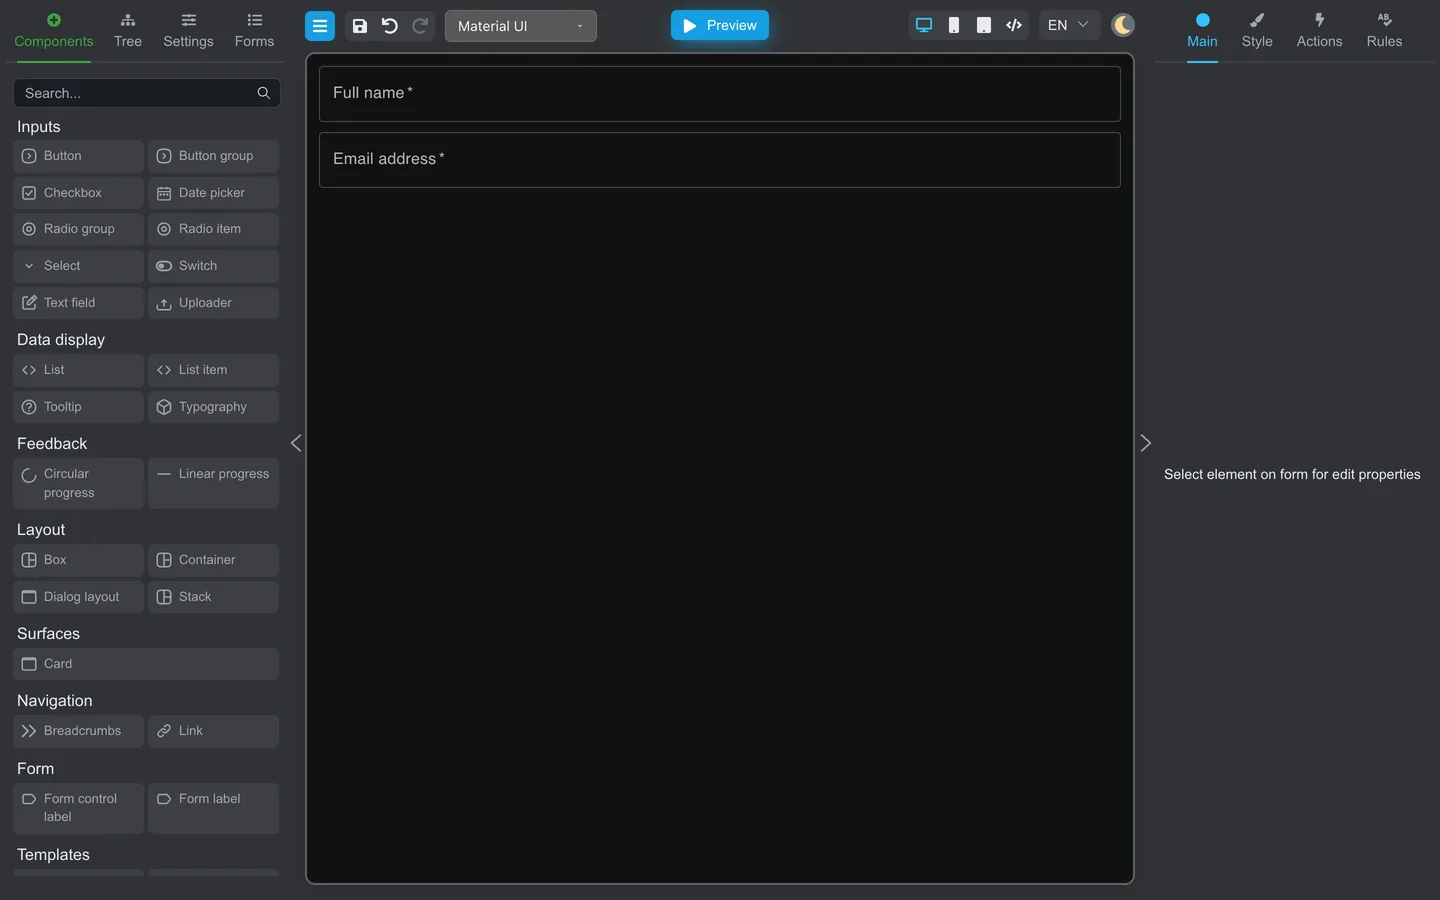 Components
Tree
Settings
Forms
Material UI
Preview
EN
Main
Style
Actions
Rules
Search...
Inputs
Button
Button group
Checkbox
Date picker
Radio group
Radio item
Select
Switch
Text field
Uploader
Data display
List
List item
Tooltip
Typography
Feedback
Circular
progress
Linear progress
Layout
Box
Container
Dialog layout
Stack
Surfaces
Card
Navigation
Breadcrumbs
Link
Form
Form control
label
Form label
Templates
Full name *
Email address *
Select element on form for edit properties